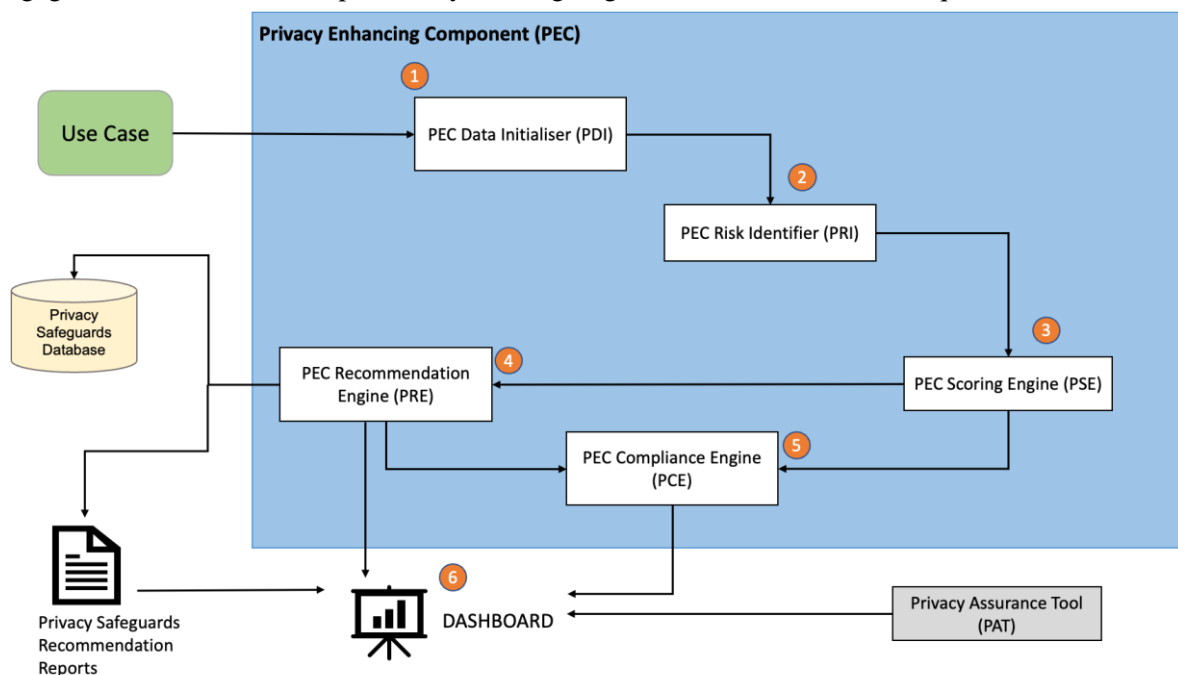 Privacy Enhancing Component (PEC)
1
Use Case
PEC Data Initialiser (PDI)
2
PEC Risk Identifier (PRI)
Privacy
Safeguards
Database
3
4
PEC Recommendation
Engine (PRE)
PEC Scoring Engine (PSE)
5
PEC Compliance Engine
(PCE)
6
DASHBOARD
Privacy Assurance Tool
(PAT)
Privacy Safeguards
Recommendation
Reports